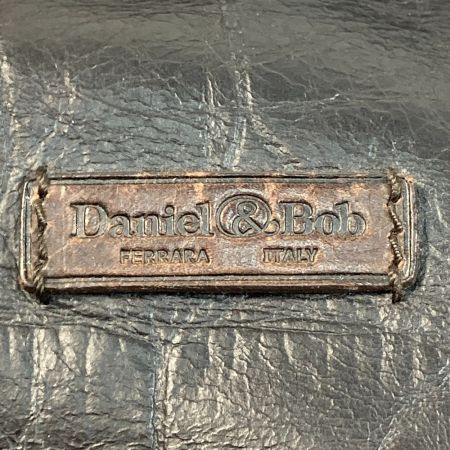 Daniel & Bob
FERRARA ITALY